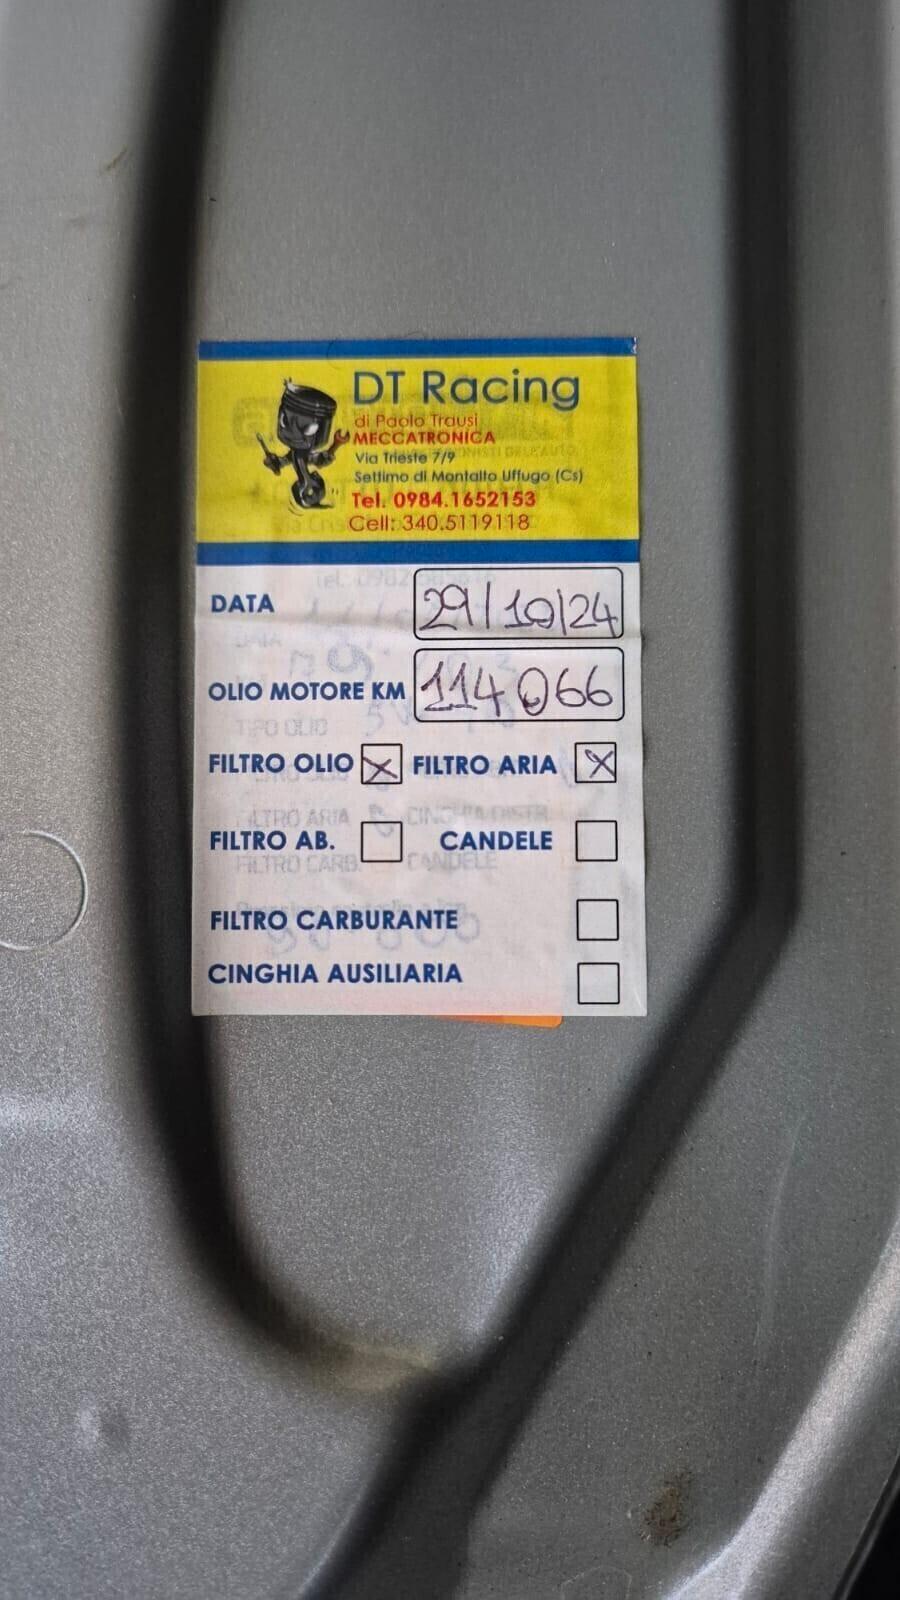 DT Racing
di Paolo Trausi
MECCATRONICA
Via Trieste 7/9
Settimo di Montalto Uffugo (Cs)
Tel. 0984.1652153
Cell: 340.5119118
DATA 29/10/24
OLIO MOTORE KM 114066
FILTRO OLIO FILTRO ARIA
FILTRO AB. CANDELE
FILTRO CARBURANTE
CINGHIA AUSILIARIA